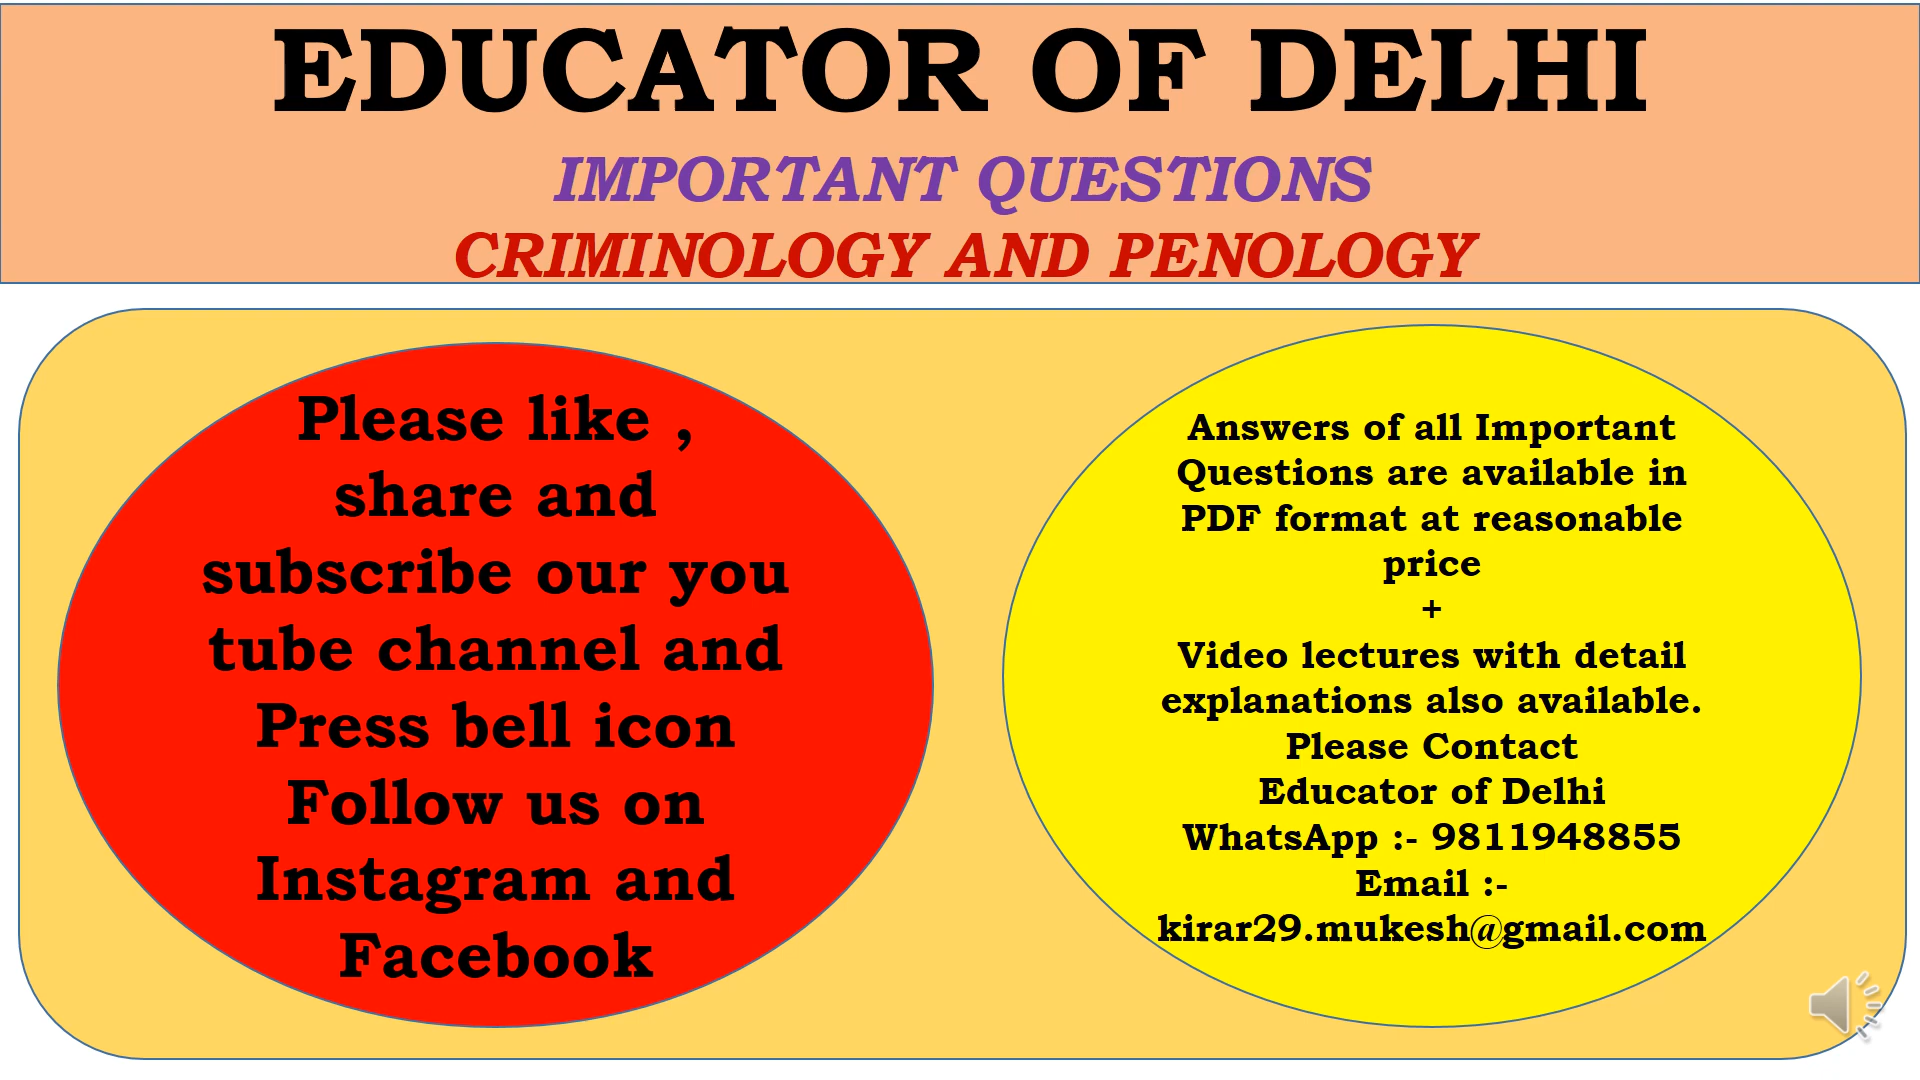 EDUCATOR OF DELHI
IMPORTANT QUESTIONS
CRIMINOLOGY AND PENOLOGY
Please like ,
share and
subscribe our you
tube channel and
Press bell icon
Follow us on
Instagram and
Facebook
Answers of all Important
Questions are available in
PDF format at reasonable
price
+
Video lectures with detail
explanations also available.
Please Contact
Educator of Delhi
WhatsApp :- 9811948855
Email :-
kirar29.mukesh@gmail.com